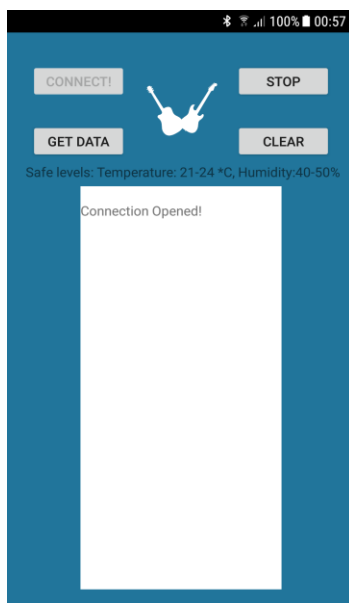 100% 00:57
CONNECT! STOP
GET DATA CLEAR
Safe levels: Temperature: 21-24 *C, Humidity:40-50%
Connection Opened!